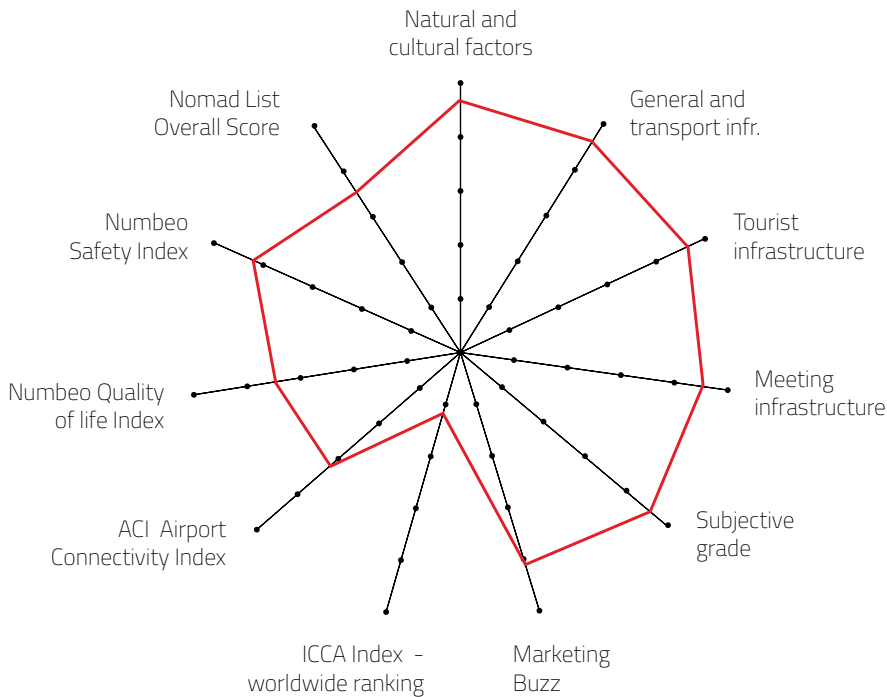 Natural and
cultural factors
General and
transport infr.
Tourist
infrastructure
Meeting
infrastructure
Subjective
grade
Marketing
Buzz
ICCA Index -
worldwide ranking
ACI Airport
Connectivity Index
Numbeo Quality
of life Index
Numbeo
Safety Index
Nomad List
Overall Score